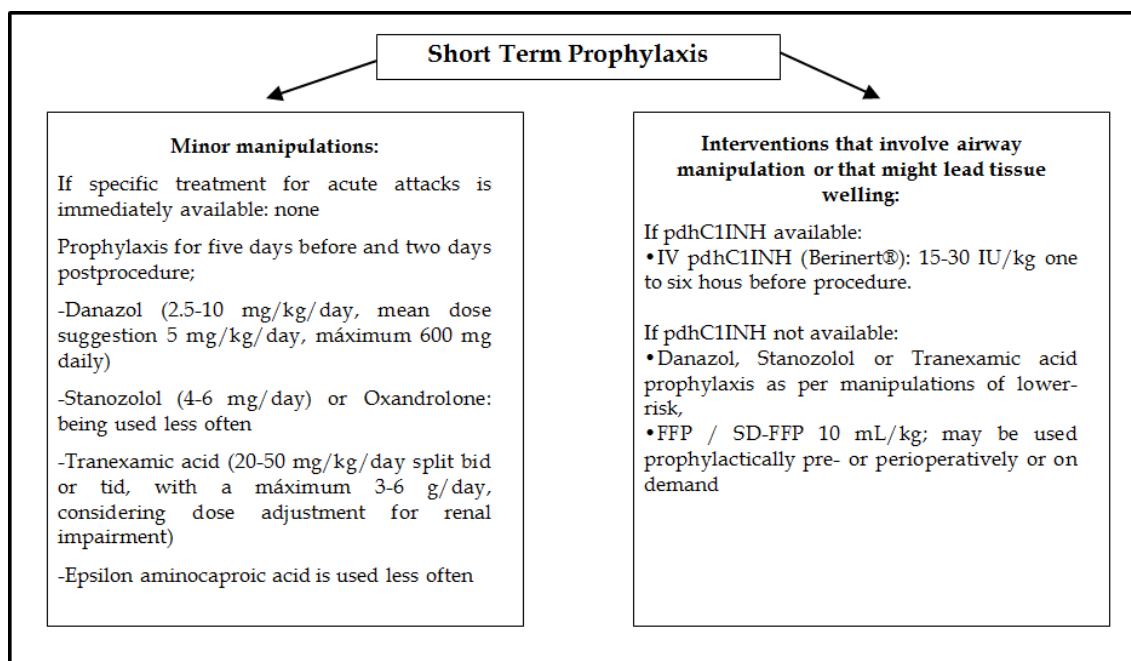 Short Term Prophylaxis
Minor manipulations:
If specific treatment for acute attacks is
immediately available: none
Prophylaxis for five days before and two days
postprocedure;
-Danazol (2.5-10 mg/kg/day, mean dose
suggestion 5 mg/kg/day, máximum 600 mg
daily)
-Stanozolol (4-6 mg/day) or Oxandrolone:
being used less often
-Tranexamic acid (20-50 mg/kg/day split bid
or tid, with a máximum 3-6 g/day,
considering dose adjustment for renal
impairment)
-Epsilon aminocaproic acid is used less often
Interventions that involve airway
manipulation or that might lead tissue
welling:
If pdhC1INH available:
•IV pdhC1INH (Berinert®): 15-30 IU/kg one
to six hous before procedure.
If pdhC1INH not available:
•Danazol, Stanozolol or Tranexamic acid
prophylaxis as per manipulations of lower-
risk,
•FFP / SD-FFP 10 mL/kg; may be used
prophylactically pre- or perioperatively or on
demand